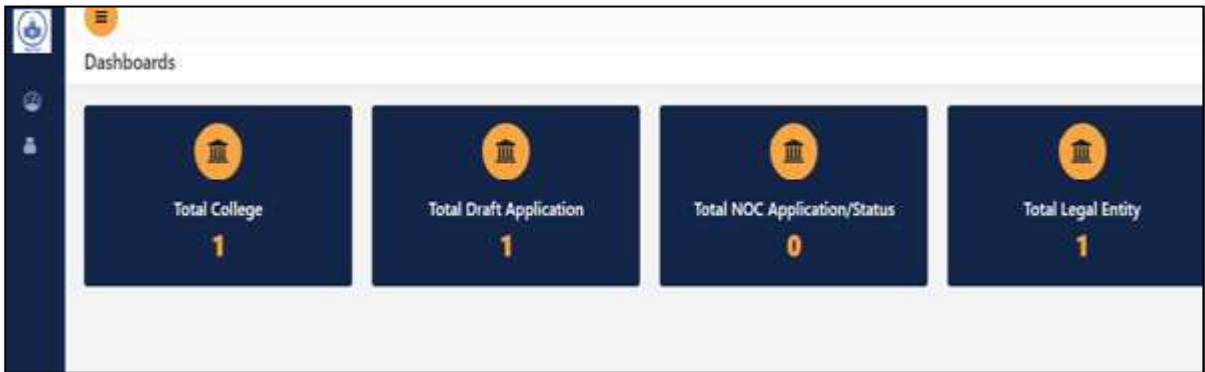 Dashboards
Total College
1
Total Draft Application
1
Total NOC Application/Status
0
Total Legal Entity
1